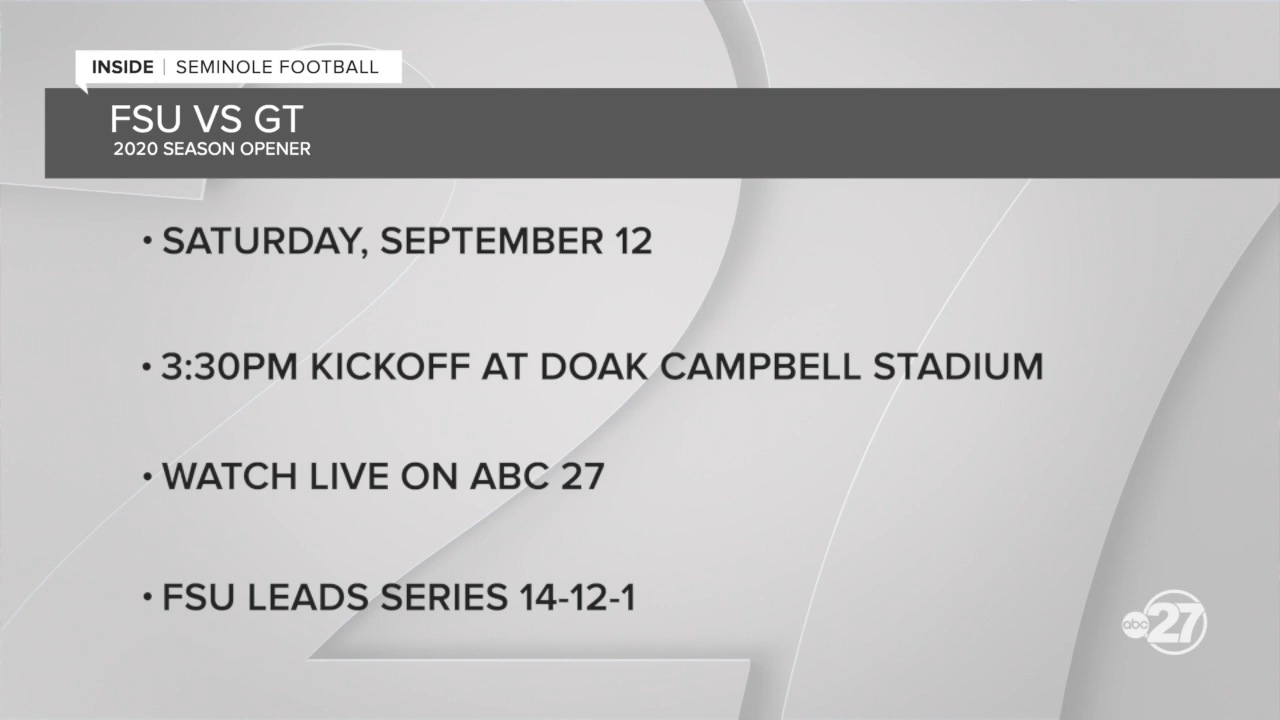 INSIDE | SEMINOLE FOOTBALL
FSU VS GT
2020 SEASON OPENER
• SATURDAY, SEPTEMBER 12
• 3:30PM KICKOFF AT DOAK CAMPBELL STADIUM
• WATCH LIVE ON ABC 27
• FSU LEADS SERIES 14-12-1
abc 27